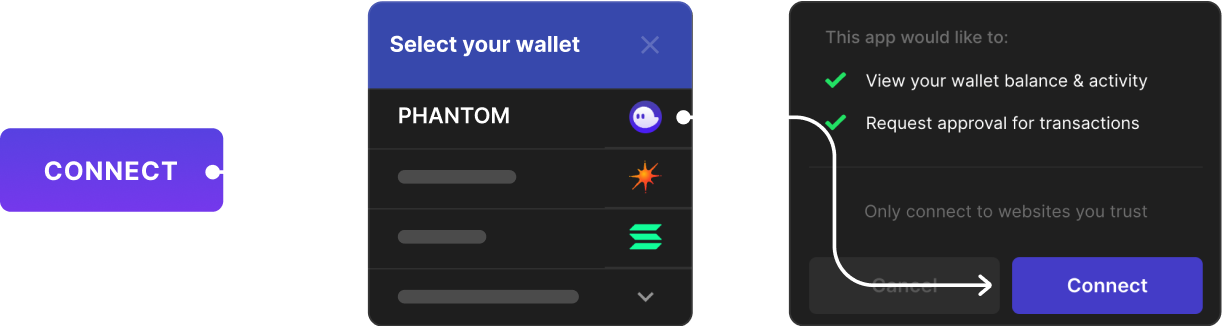 CONNECT
Select your wallet
PHANTOM
This app would like to:
View your wallet balance & activity
Request approval for transactions
Only connect to websites you trust
Cancel
Connect